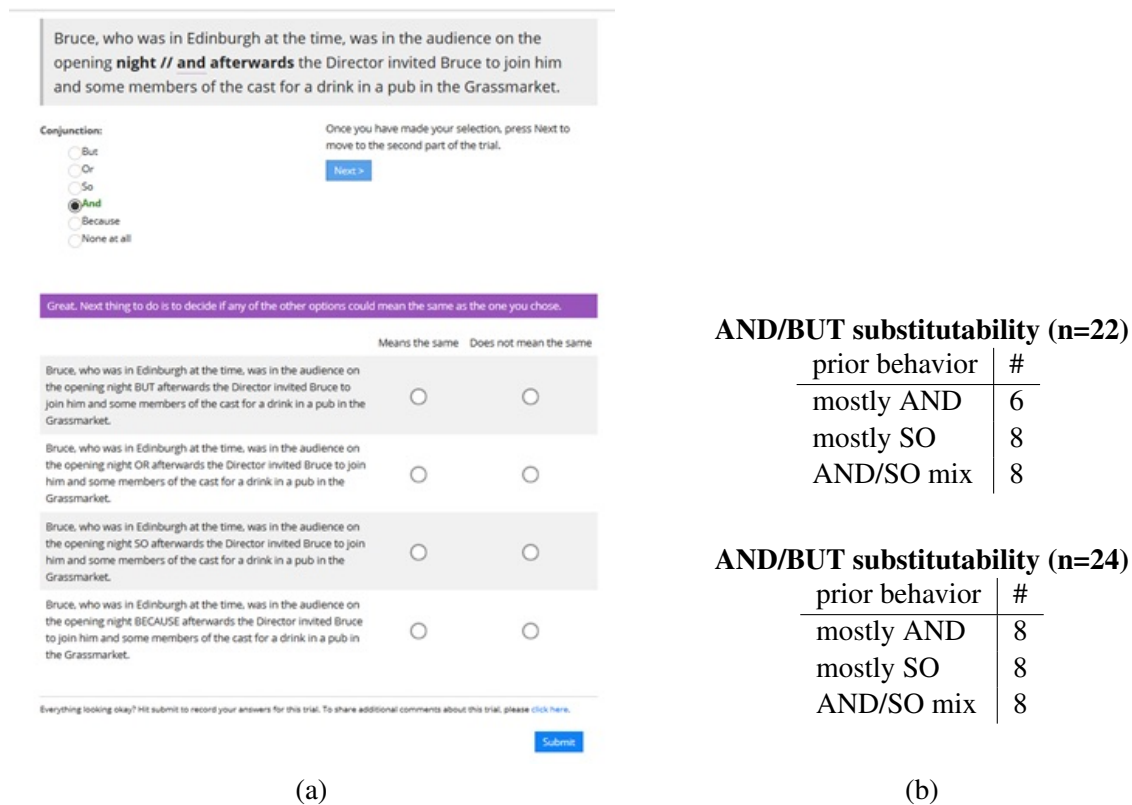 Bruce, who was in Edinburgh at the time, was in the audience on the
opening night // and afterwards the Director invited Bruce to join him
and some members of the cast for a drink in a pub in the Grassmarket.
Conjunction:
But
Or
So
And
Because
None at all
Once you have made your selection, press Next to
move to the second part of the trial.
Next >
Great. Next thing to do is to decide if any of the other options could mean the same as the one you chose.
Means the same Does not mean the same
Bruce, who was in Edinburgh at the time, was in the audience on
the opening night BUT afterwards the Director invited Bruce to
join him and some members of the cast for a drink in a pub in the
Grassmarket.
Bruce, who was in Edinburgh at the time, was in the audience on
the opening night OR afterwards the Director invited Bruce to join
him and some members of the cast for a drink in a pub in the
Grassmarket.
Bruce, who was in Edinburgh at the time, was in the audience on
the opening night SO afterwards the Director invited Bruce to join
him and some members of the cast for a drink in a pub in the
Grassmarket.
Bruce, who was in Edinburgh at the time, was in the audience on
the opening night BECAUSE afterwards the Director invited Bruce
to join him and some members of the cast for a drink in a pub in
the Grassmarket.
Everything looking okay? Hit submit to record your answers for this trial. To share additional comments about this trial, please click here.
Submit
(a)
AND/BUT substitutability (n=22)
prior behavior #
mostly AND 6
mostly SO 8
AND/SO mix 8
AND/BUT substitutability (n=24)
prior behavior #
mostly AND 8
mostly SO 8
AND/SO mix 8
(b)